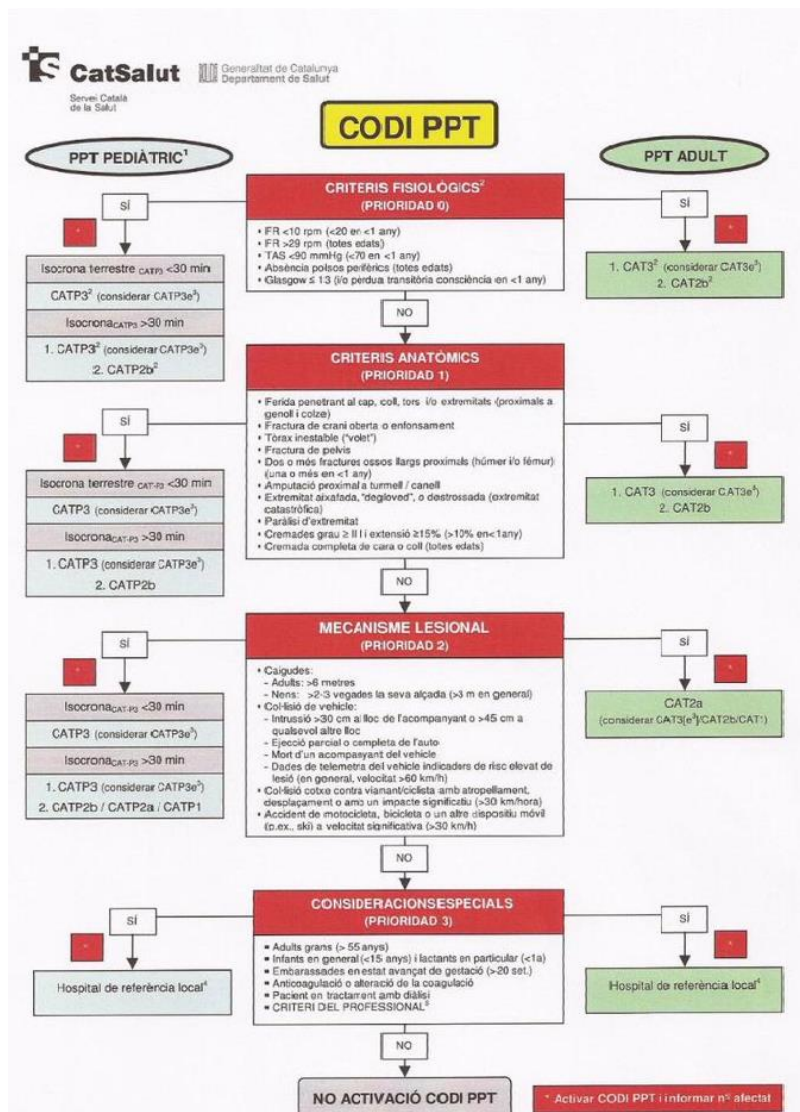 CatSalut
Servei Català
de la Salut
Generalitat de Catalunya
Departament de Salut
CODI PPT
PPT PEDIÀTRIC¹
PPT ADULT
CRITERIS FISIOLÒGICS²
(PRIORIDAD 0)
• FR <10 rpm (<20 en <1 any)
• FR >29 rpm (totes edats)
• TAS <90 mmHg (<70 en <1 any)
• Absència polsos perifèrics (totes edats)
• Glasgow ≤ 13 (i/o pèrdua transitòria consciència en <1 any)
SÍ
*
Isocrona terrestre CATP3 <30 min
CATP3² (considerar CATP3e³)
Isocrona CATP3 >30 min
1. CATP3² (considerar CATP3e³)
2. CATP2b²
SÍ
*
1. CAT3² (considerar CAT3e³)
2. CAT2b²
NO
CRITERIS ANATÒMICS
(PRIORIDAD 1)
• Ferida penetrant al cap, coll, tors i/o extremitats (proximals a
genoll i colze)
• Fractura de crani oberta o enfonsament
• Tòrax inestable ("volet")
• Fractura de pelvis
• Dos o més fractures ossos llargs proximals (húmer i/o fémur)
(una o més en <1 any)
• Amputació proximal a turmell / canell
• Extremitat aixafada, "degloved", o destrossada (extremitat
catastròfica)
• Paràlisi d'extremitat
• Cremades grau ≥ II i extensió ≥15% (>10% en<1any)
• Cremada completa de cara o coll (totes edats)
SÍ
*
Isocrona terrestre CAT-P3 <30 min
CATP3 (considerar CATP3e³)
Isocrona CAT-P3 >30 min
1. CATP3 (considerar CATP3e³)
2. CATP2b
SÍ
*
1. CAT3 (considerar CAT3e³)
2. CAT2b
NO
MECANISME LESIONAL
(PRIORIDAD 2)
• Caigudes:
- Adults: >6 metres
- Nens: >2-3 vegades la seva alçada (>3 m en general)
• Col·lisió de vehicle:
- Intrussió >30 cm al lloc de l'acompanyant o >45 cm a
qualsevol altre lloc
- Ejecció parcial o completa de l'auto
- Mort d'un acompanyant del vehicle
- Dades de telemetra del vehicle indicadors de risc elevat de
lesió (en general, velocitat >60 km/h)
• Col·lisió cotxe contra vianant/ciclista amb atropellament,
desplaçament o amb un impacte significatiu (>30 km/hora)
• Accident de motocicleta, bicicleta o un altre dispositiu móvil
(p.ex., ski) a velocitat significativa (>30 km/h)
SÍ
*
Isocrona CAT-P3 <30 min
CATP3 (considerar CATP3e³)
Isocrona CAT-P3 >30 min
1. CATP3 (considerar CATP3e³)
2. CATP2b / CATP2a / CATP1
SÍ
*
CAT2a
(considerar CAT3[e³]/CAT2b/CAT1)
NO
CONSIDERACIONSESPECIALS
(PRIORIDAD 3)
▪ Adults grans (> 55 anys)
▪ Infants en general (<15 anys) i lactants en particular (<1a)
▪ Embarassades en estat avançat de gestació (>20 set.)
▪ Anticoagulació o alteració de la coagulació
▪ Pacient en tractament amb diàlisi
▪ CRITERI DEL PROFESSIONAL⁵
SÍ
*
Hospital de referència local⁴
SÍ
*
Hospital de referència local⁴
NO
NO ACTIVACIÓ CODI PPT
* Activar CODI PPT i informar nº afectat